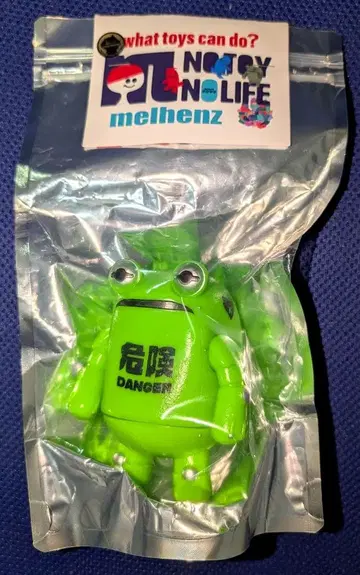 what toys can do?
NO TOY
NO LIFE
melhenz
危険
DANGER